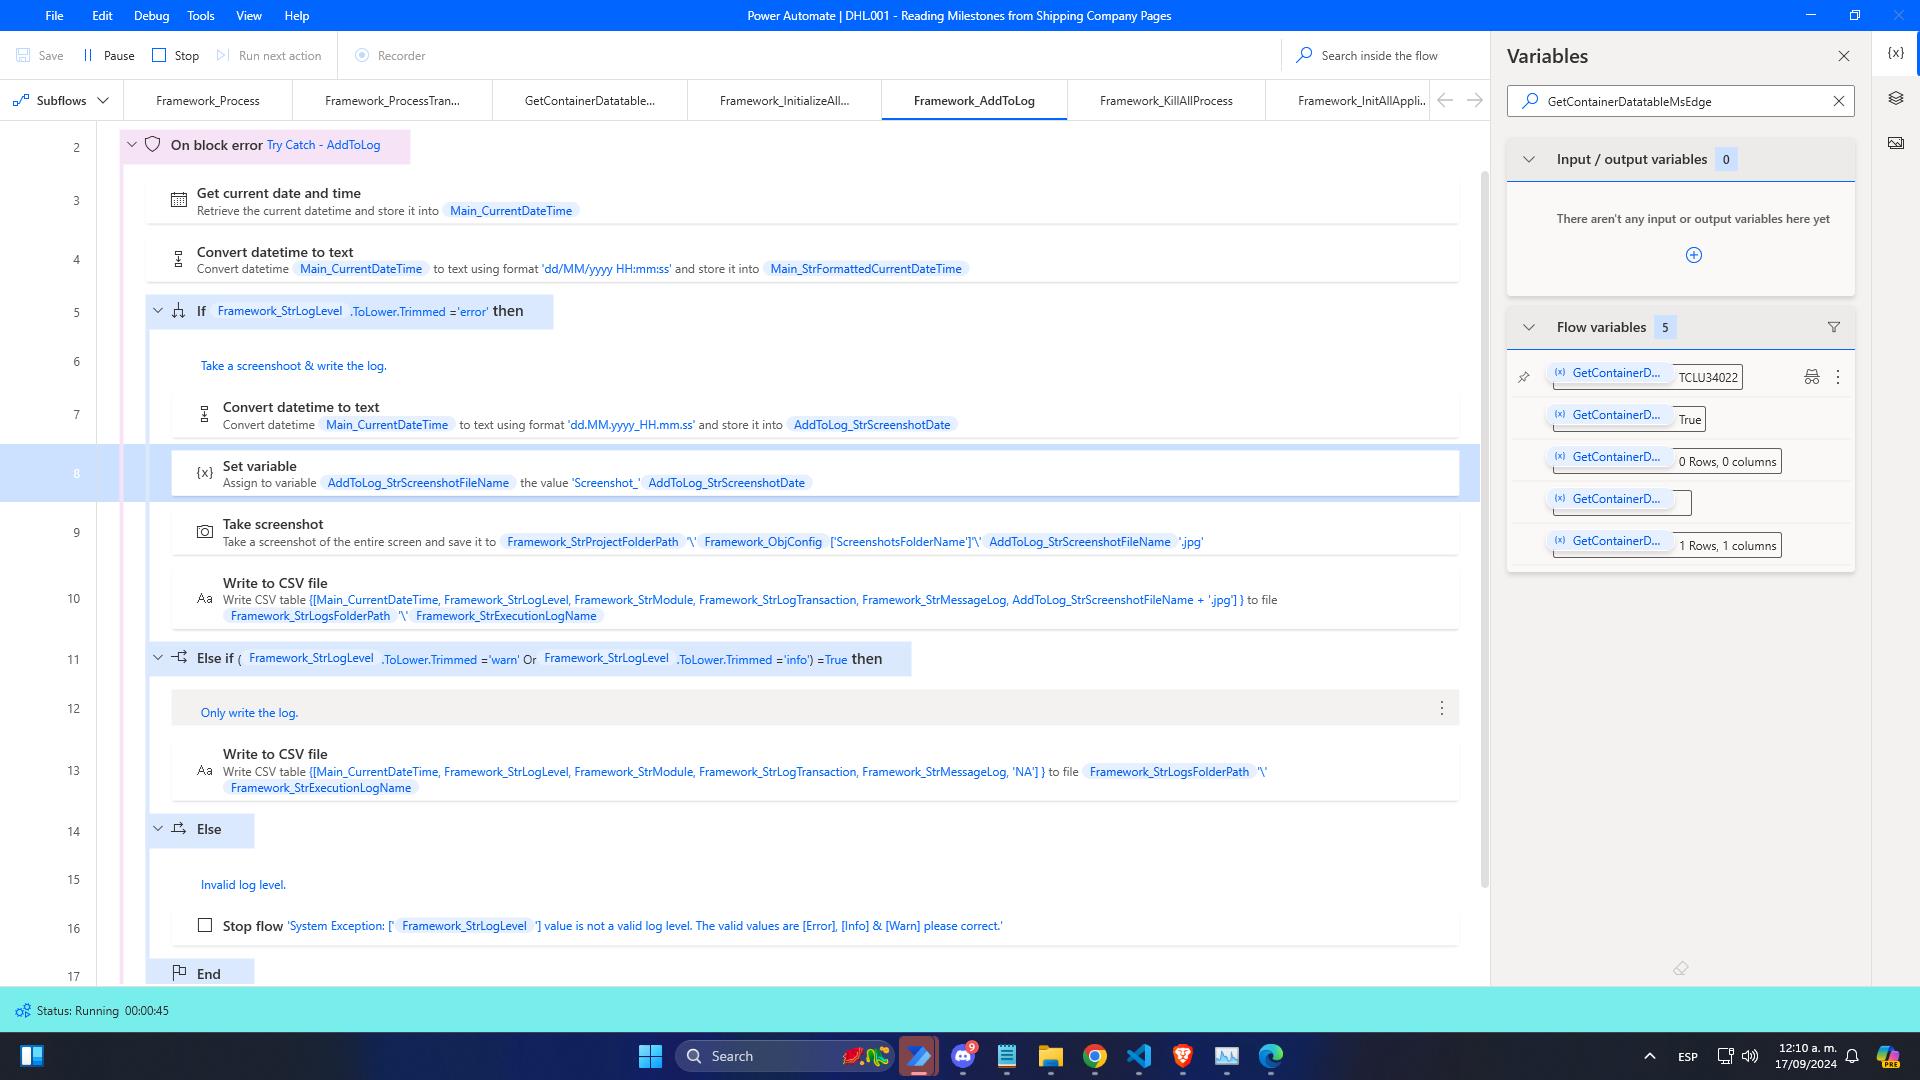 File Edit Debug Tools View Help
Power Automate | DHL.001 - Reading Milestones from Shipping Company Pages
Save Pause Stop Run next action Recorder
Search inside the flow
Subflows
Framework_Process
Framework_ProcessTran...
GetContainerDatatable...
Framework_InitializeAll...
Framework_AddToLog
Framework_KillAllProcess
Framework_InitAllAppli..
2
On block error Try Catch - AddToLog
3
Get current date and time
Retrieve the current datetime and store it into Main_CurrentDateTime
4
Convert datetime to text
Convert datetime Main_CurrentDateTime to text using format 'dd/MM/yyyy HH:mm:ss' and store it into Main_StrFormattedCurrentDateTime
5
If Framework_StrLogLevel .ToLower.Trimmed ='error' then
6
Take a screenshoot & write the log.
7
Convert datetime to text
Convert datetime Main_CurrentDateTime to text using format 'dd.MM.yyyy_HH.mm.ss' and store it into AddToLog_StrScreenshotDate
8
{x} Set variable
Assign to variable AddToLog_StrScreenshotFileName the value 'Screenshot_' AddToLog_StrScreenshotDate
9
Take screenshot
Take a screenshot of the entire screen and save it to Framework_StrProjectFolderPath '\' Framework_ObjConfig ['ScreenshotsFolderName']'\' AddToLog_StrScreenshotFileName '.jpg'
10
Aa Write to CSV file
Write CSV table {[Main_CurrentDateTime, Framework_StrLogLevel, Framework_StrModule, Framework_StrLogTransaction, Framework_StrMessageLog, AddToLog_StrScreenshotFileName + '.jpg'] } to file
Framework_StrLogsFolderPath '\' Framework_StrExecutionLogName
11
Else if ( Framework_StrLogLevel .ToLower.Trimmed ='warn' Or Framework_StrLogLevel .ToLower.Trimmed ='info') =True then
12
Only write the log.
13
Aa Write to CSV file
Write CSV table {[Main_CurrentDateTime, Framework_StrLogLevel, Framework_StrModule, Framework_StrLogTransaction, Framework_StrMessageLog, 'NA'] } to file Framework_StrLogsFolderPath '\'
Framework_StrExecutionLogName
14
Else
15
Invalid log level.
16
Stop flow 'System Exception: [' Framework_StrLogLevel '] value is not a valid log level. The valid values are [Error], [Info] & [Warn] please correct.'
17
End
Variables
{x}
GetContainerDatatableMsEdge
Input / output variables 0
There aren't any input or output variables here yet
Flow variables 5
(x) GetContainerD... TCLU34022
(x) GetContainerD... True
(x) GetContainerD... 0 Rows, 0 columns
(x) GetContainerD...
(x) GetContainerD... 1 Rows, 1 columns
Status: Running 00:00:45
Search
9
ESP
12:10 a. m.
17/09/2024
PRE